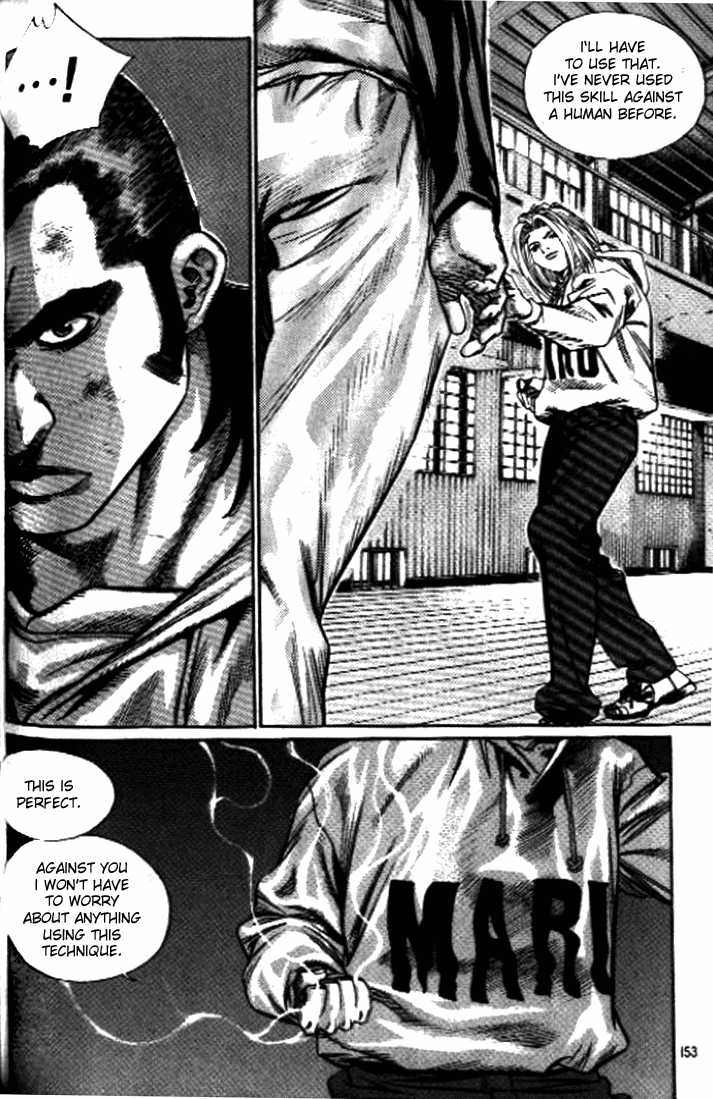 ...!
I'LL HAVE
TO USE THAT.
I'VE NEVER USED
THIS SKILL AGAINST
A HUMAN BEFORE.
THIS IS
PERFECT.
AGAINST YOU
I WON'T HAVE
TO WORRY
ABOUT ANYTHING
USING THIS
TECHNIQUE.
MARU
153